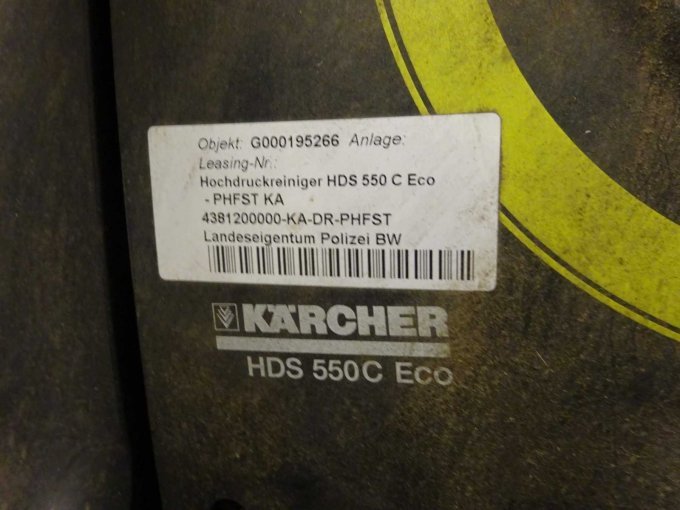 Objekt: G000195266 Anlage:
Leasing-Nr.:
Hochdruckreiniger HDS 550 C Eco
- PHFST KA
4381200000-KA-DR-PHFST
Landeseigentum Polizei BW
KÄRCHER
HDS 550C Eco